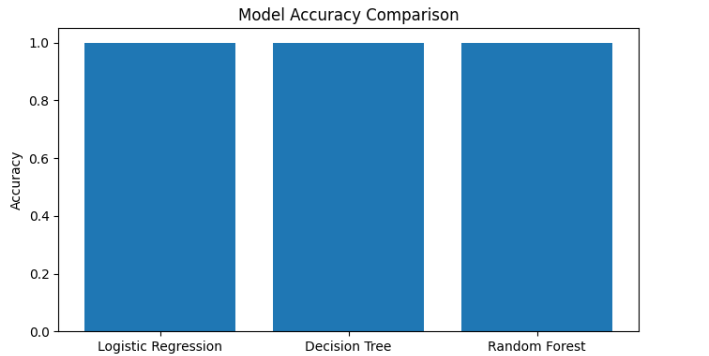 Model Accuracy Comparison
Accuracy
1.0
0.8
0.6
0.4
0.2
0.0
Logistic Regression
Decision Tree
Random Forest